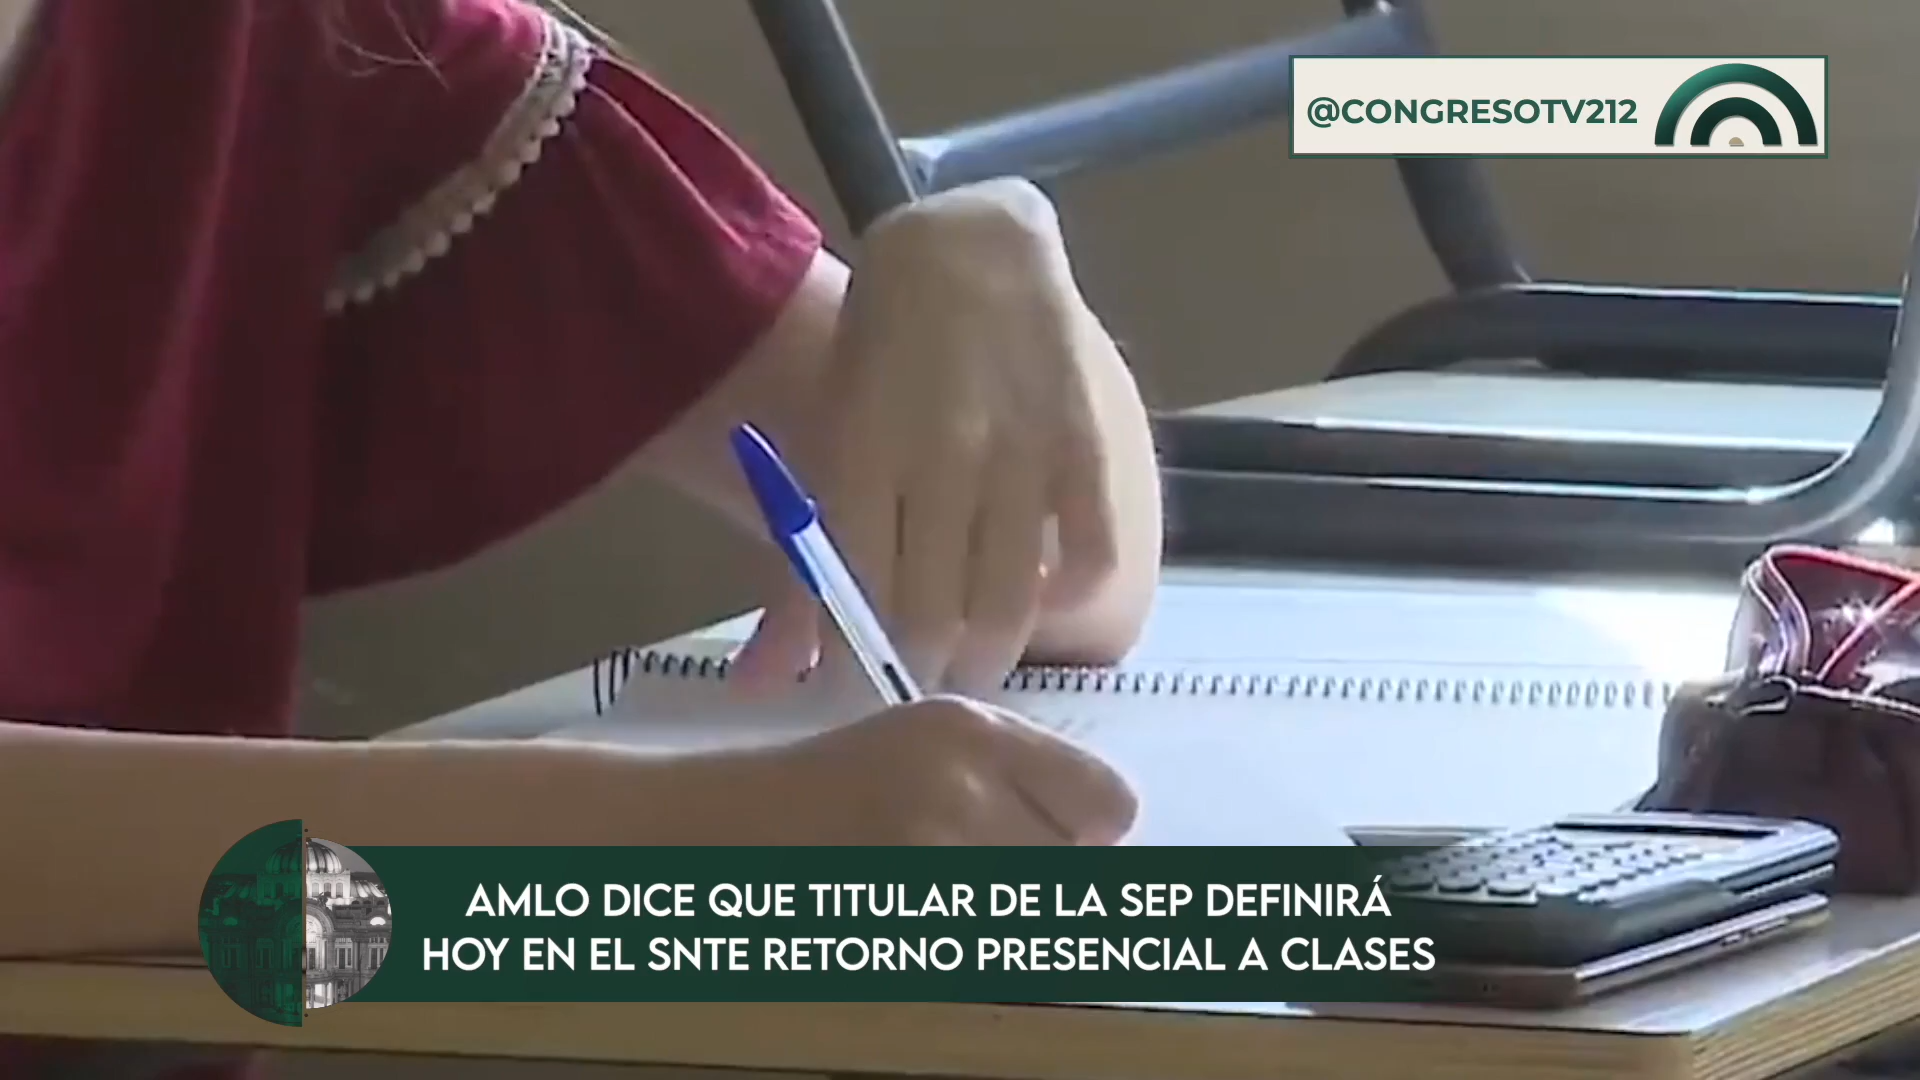 @CONGRESOTV212
AMLO DICE QUE TITULAR DE LA SEP DEFINIRÁ
HOY EN EL SNTE RETORNO PRESENCIAL A CLASES